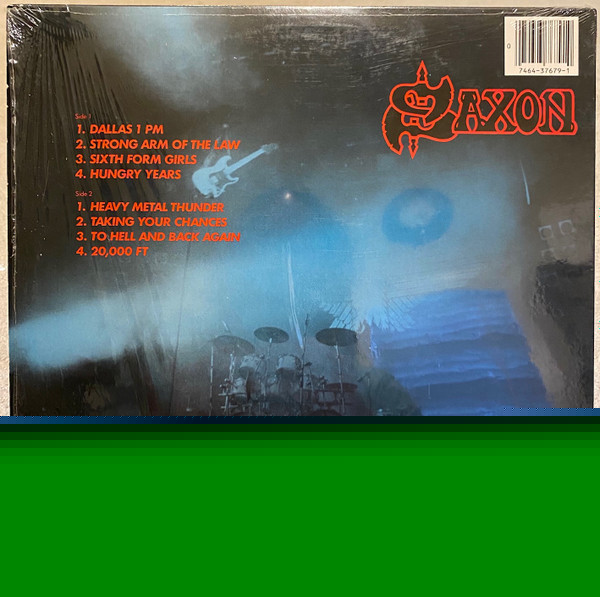 0
7464-37679-1
SAXON
Side 1
1. DALLAS 1 PM
2. STRONG ARM OF THE LAW
3. SIXTH FORM GIRLS
4. HUNGRY YEARS
Side 2
1. HEAVY METAL THUNDER
2. TAKING YOUR CHANCES
3. TO HELL AND BACK AGAIN
4. 20,000 FT